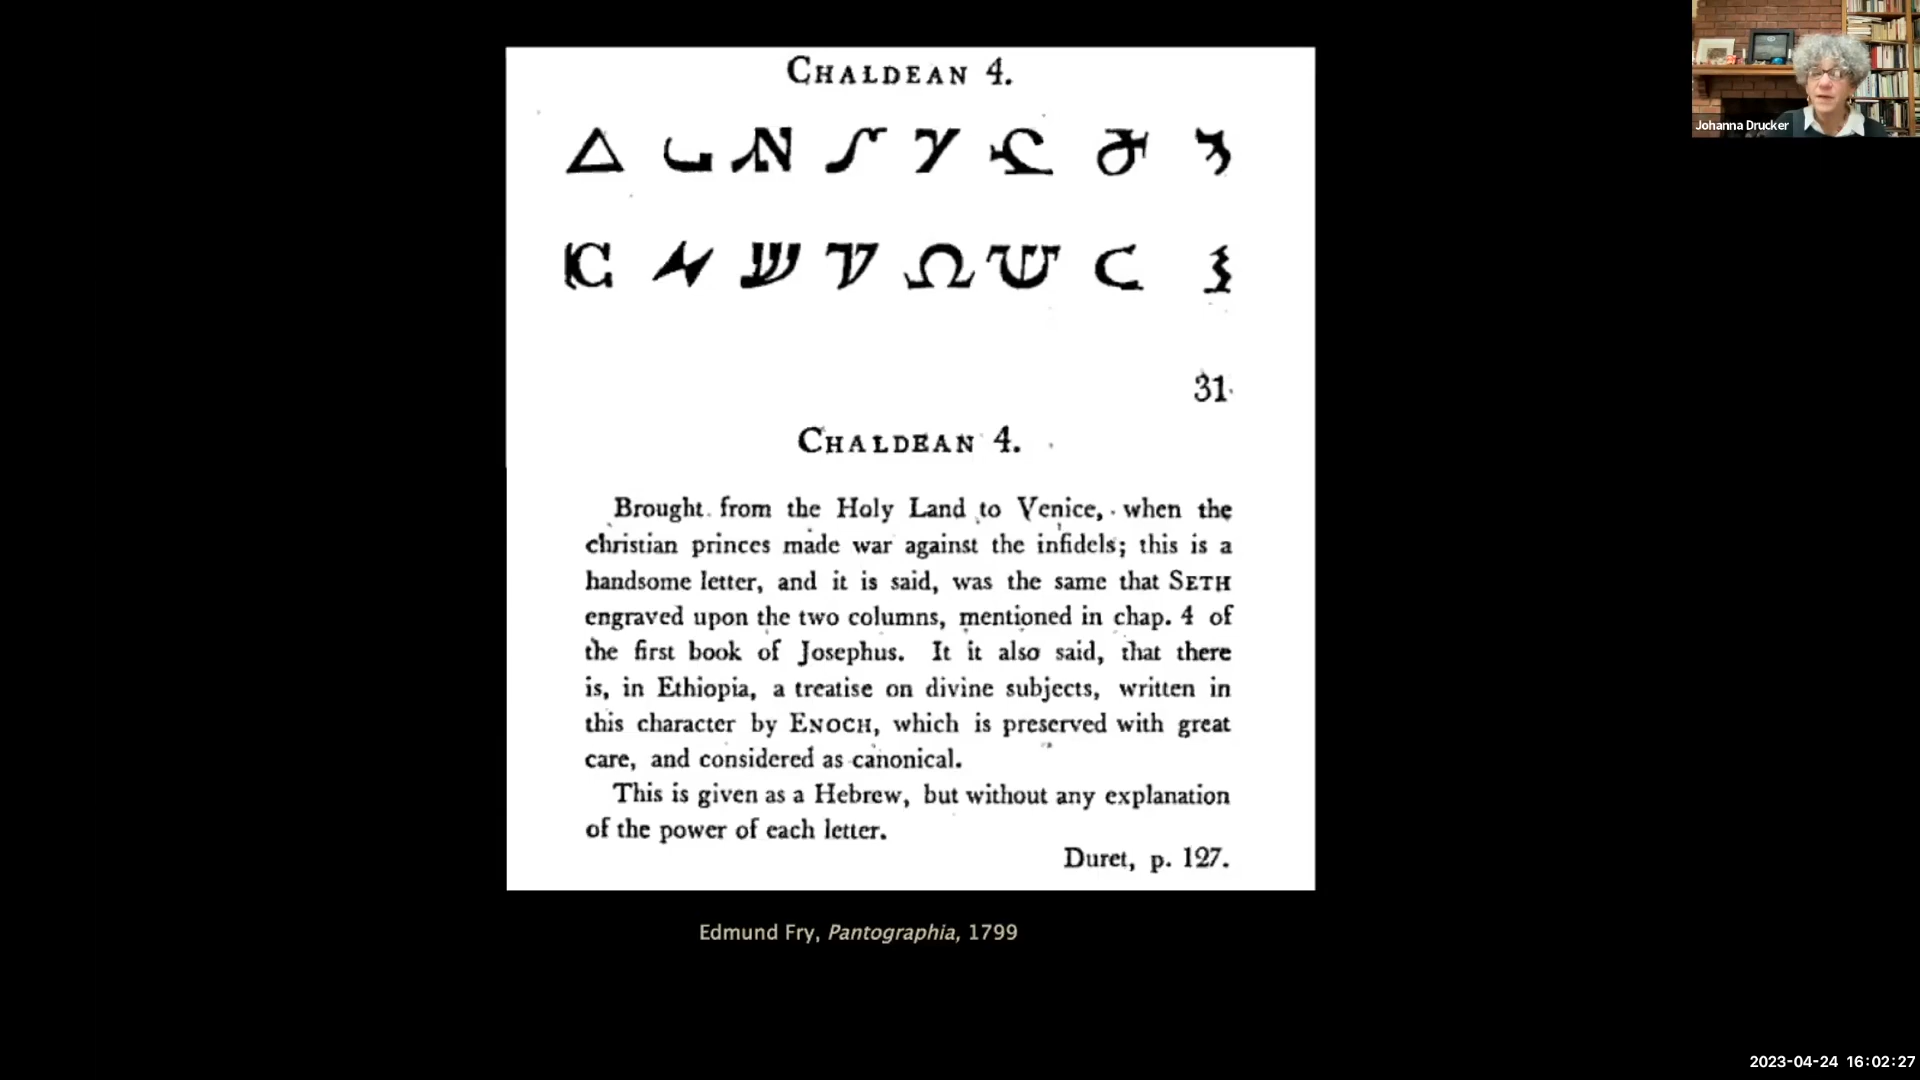 CHALDEAN 4.
31.
CHALDEAN 4.
Brought from the Holy Land to Venice, when the
christian princes made war against the infidels; this is a
handsome letter, and it is said, was the same that SETH
engraved upon the two columns, mentioned in chap. 4 of
the first book of Josephus. It it also said, that there
is, in Ethiopia, a treatise on divine subjects, written in
this character by ENOCH, which is preserved with great
care, and considered as canonical.
This is given as a Hebrew, but without any explanation
of the power of each letter.
Duret, p. 127.
Edmund Fry, Pantographia, 1799
Johanna Drucker
2023-04-24 16:02:27